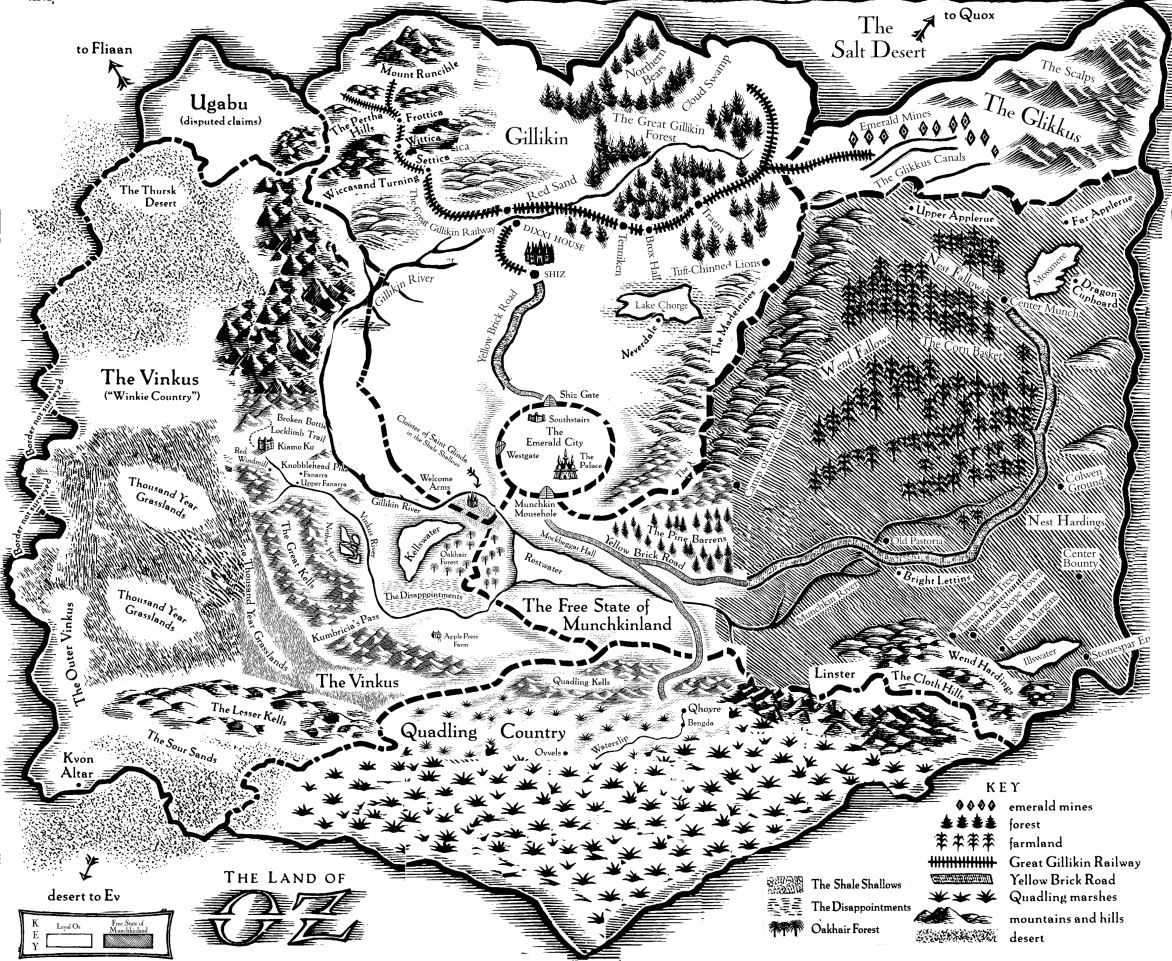 to Fliaan
to Quox
The
Salt Desert
Ugabu
(disputed claims)
Mount Runcible
The Pertha
Hills
Frottica
Wittica
Settica
Wiccasand Turning
Gillikin
Northern
Bears
Cloud Swamp
The Great Gillikin
Forest
Emerald Mines
The Scalps
The Glikkus
The Glikkus Canals
The Thursk
Desert
Red Sand
The Great Gillikin Railway
DIXXI HOUSE
SHIZ
Tenniken
Brox Hall
Traum
Tuft-Chinned Lions
Upper Applerue
Far Applerue
Mossmere
Dragon
Cupboard
Nest Fallows
Center Munch
The Corn Basket
Wend Fallows
Gillikin River
Yellow Brick Road
Lake Chorge
Neverdale
The Madeleines
The Vinkus
("Winkie Country")
Shiz Gate
Southstairs
The
Emerald City
Westgate
The
Palace
Munchkin
Mousehole
Cloister of Saint Glinda
in the Shale Shallows
Broken Bottle
Locklimb Trail
Kiamo Ko
Red
Windmill
Knobblehead
Fanarra
Upper Fanarra
Welcome
Arms
Gillikin River
Vinkus River
Thousand Year
Grasslands
The Great Kells
Kellswater
Oakhair
Forest
Mockbeggar Hall
Restwater
Yellow Brick Road
The Pine Barrens
Colwen
Grounds
Nest Hardings
Old Pastoria
Bright Lettins
Center
Bounty
Thousand Year
Grasslands
Thousand Year Grasslands
The Disappointments
The Free State of
Munchkinland
Kumbricia's Pass
Apple Press
Farm
The Outer Vinkus
The Vinkus
Quadling Kells
Linster
The Cloth Hills
Wend Hardings
Illswater
Stonespar En
The Lesser Kells
The Sour Sands
Kvon
Altar
Quadling Country
Qhoyre
Bengda
Ovvels
Waterslip
desert to Ev
THE LAND OF
OZ
KEY
Loyal Oz
Free State of
Munchkinland
The Shale Shallows
The Disappointments
Oakhair Forest
KEY
emerald mines
forest
farmland
Great Gillikin Railway
Yellow Brick Road
Quadling marshes
mountains and hills
desert